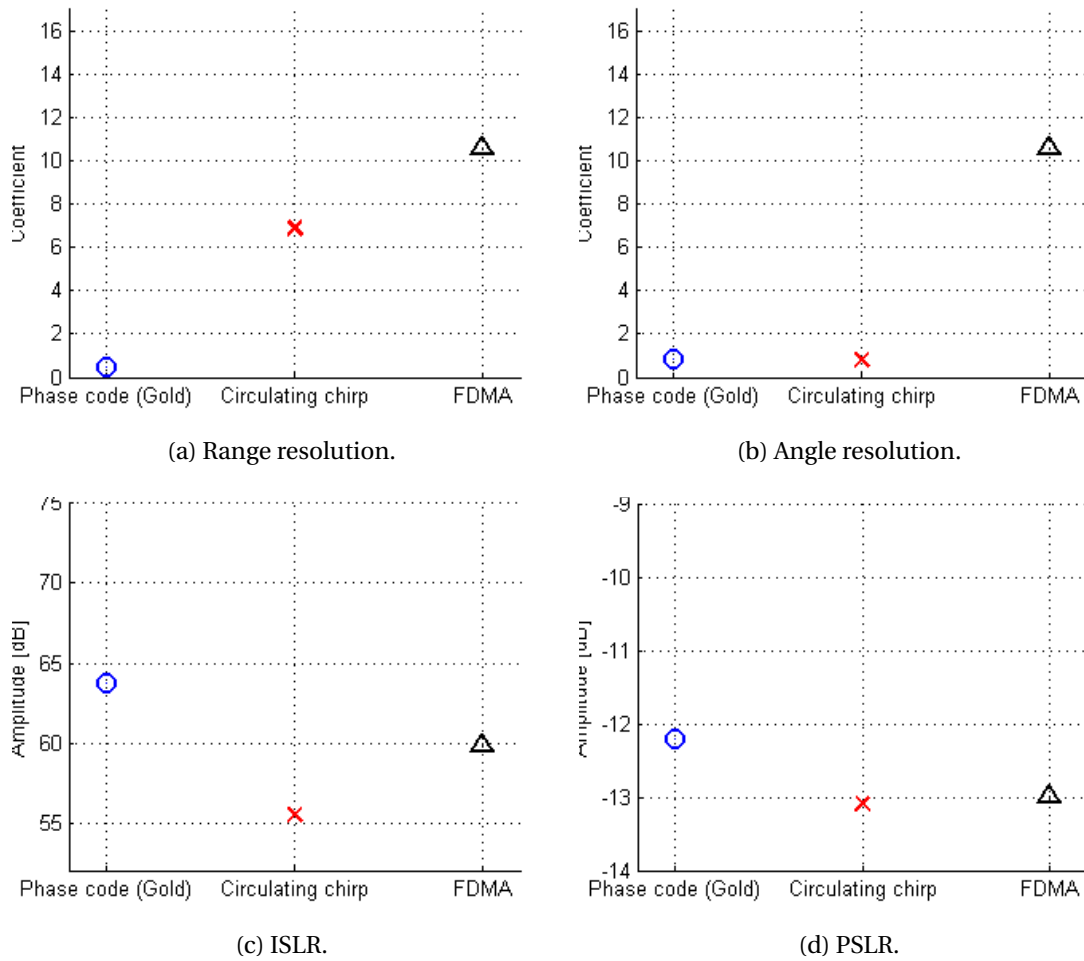 16
14
12
10
8
6
4
2
0
Coefficient
Phase code (Gold) Circulating chirp FDMA
(a) Range resolution.
16
14
12
10
8
6
4
2
0
Coefficient
Phase code (Gold) Circulating chirp FDMA
(b) Angle resolution.
75
70
65
60
55
Amplitude [dB]
Phase code (Gold) Circulating chirp FDMA
(c) ISLR.
-9
-10
-11
-12
-13
-14
Amplitude [dB]
Phase code (Gold) Circulating chirp FDMA
(d) PSLR.